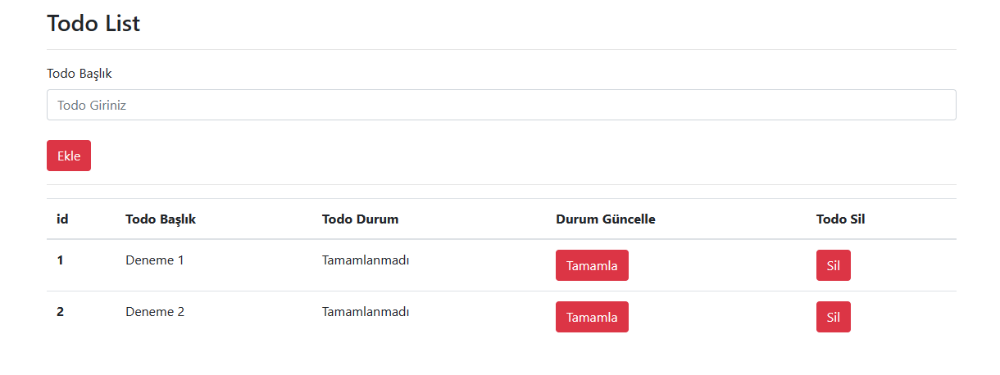 Todo List
Todo Başlık
Todo Giriniz
Ekle
id Todo Başlık Todo Durum Durum Güncelle Todo Sil
1 Deneme 1 Tamamlanmadı Tamamla Sil
2 Deneme 2 Tamamlanmadı Tamamla Sil